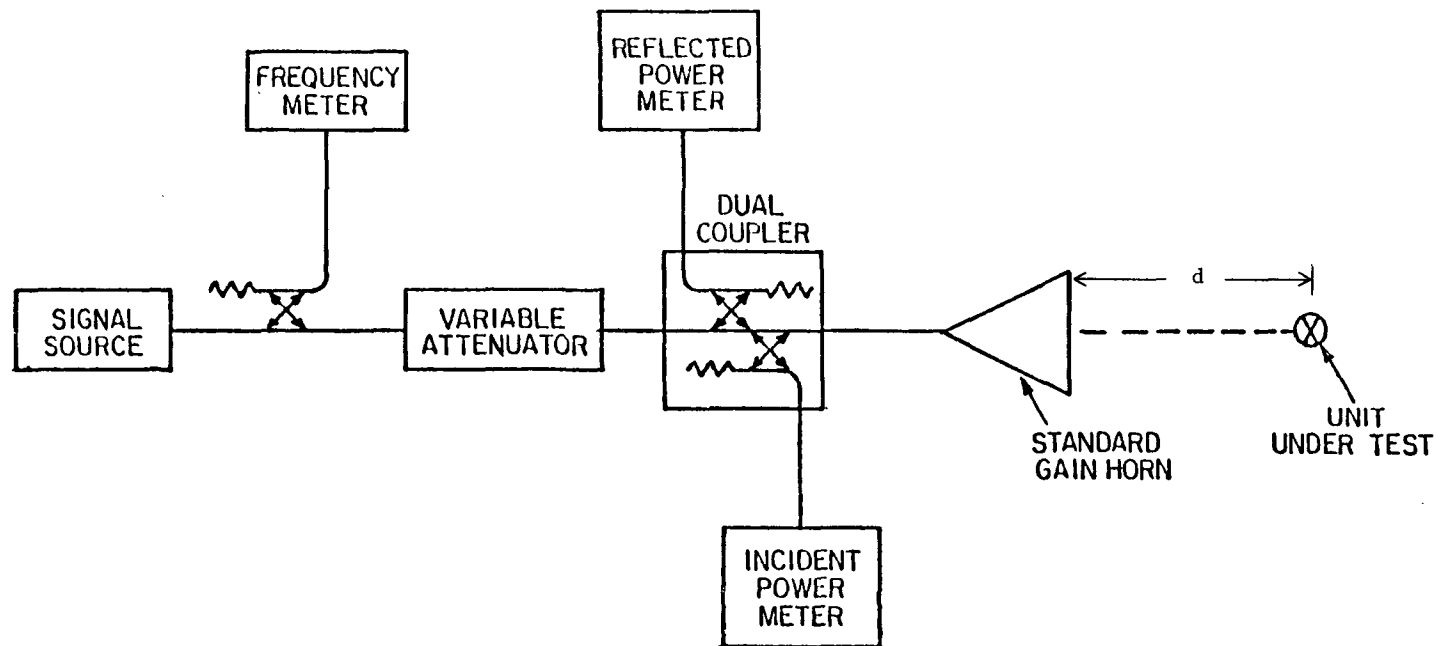 FREQUENCY
METER
REFLECTED
POWER
METER
DUAL
COUPLER
d
SIGNAL
SOURCE
VARIABLE
ATTENUATOR
STANDARD
GAIN HORN
UNIT
UNDER TEST
INCIDENT
POWER
METER